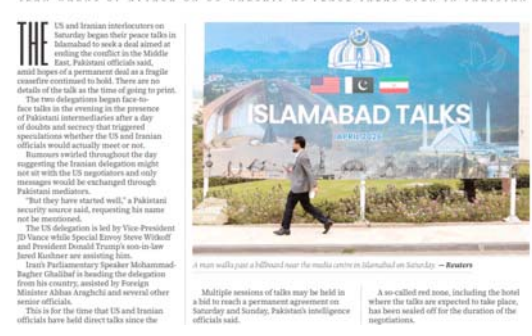 THE
US and Iranian interlocutors on
Saturday began their peace talks in
Islamabad to seek a deal aimed at
ending the conflict in the Middle
East, Pakistani officials said,
amid hopes of a permanent deal as a fragile
ceasefire continued to hold. There are no
details of the talk as the time of going to print.
The two delegations began face-to-
face talks in the evening in the presence
of Pakistani intermediaries after a day
of doubts and secrecy that triggered
speculations whether the US and Iranian
officials would actually meet or not.
Rumours swirled throughout the day
suggesting the Iranian delegation might
not sit with the US negotiators and only
messages would be exchanged through
Pakistani mediators.
"But they have started well," a Pakistani
security source said, requesting his name
not be mentioned.
The US delegation is led by Vice-President
JD Vance while Special Envoy Steve Witkoff
and President Donald Trump's son-in-law
Jared Kushner are assisting him.
Iran's Parliamentary Speaker Mohammad-
Bagher Ghalibaf is heading the delegation
from his country, assisted by Foreign
Minister Abbas Araghchi and several other
senior officials.
This is for the time that US and Iranian
officials have held direct talks since the
ISLAMABAD TALKS
APRIL 2026
A man walks past a billboard near the media centre in Islamabad on Saturday. — Reuters
Multiple sessions of talks may be held in
a bid to reach a permanent agreement on
Saturday and Sunday, Pakistan's intelligence
officials said.
A so-called red zone, including the hotel
where the talks are expected to take place,
has been sealed off for the duration of the
negotiations.